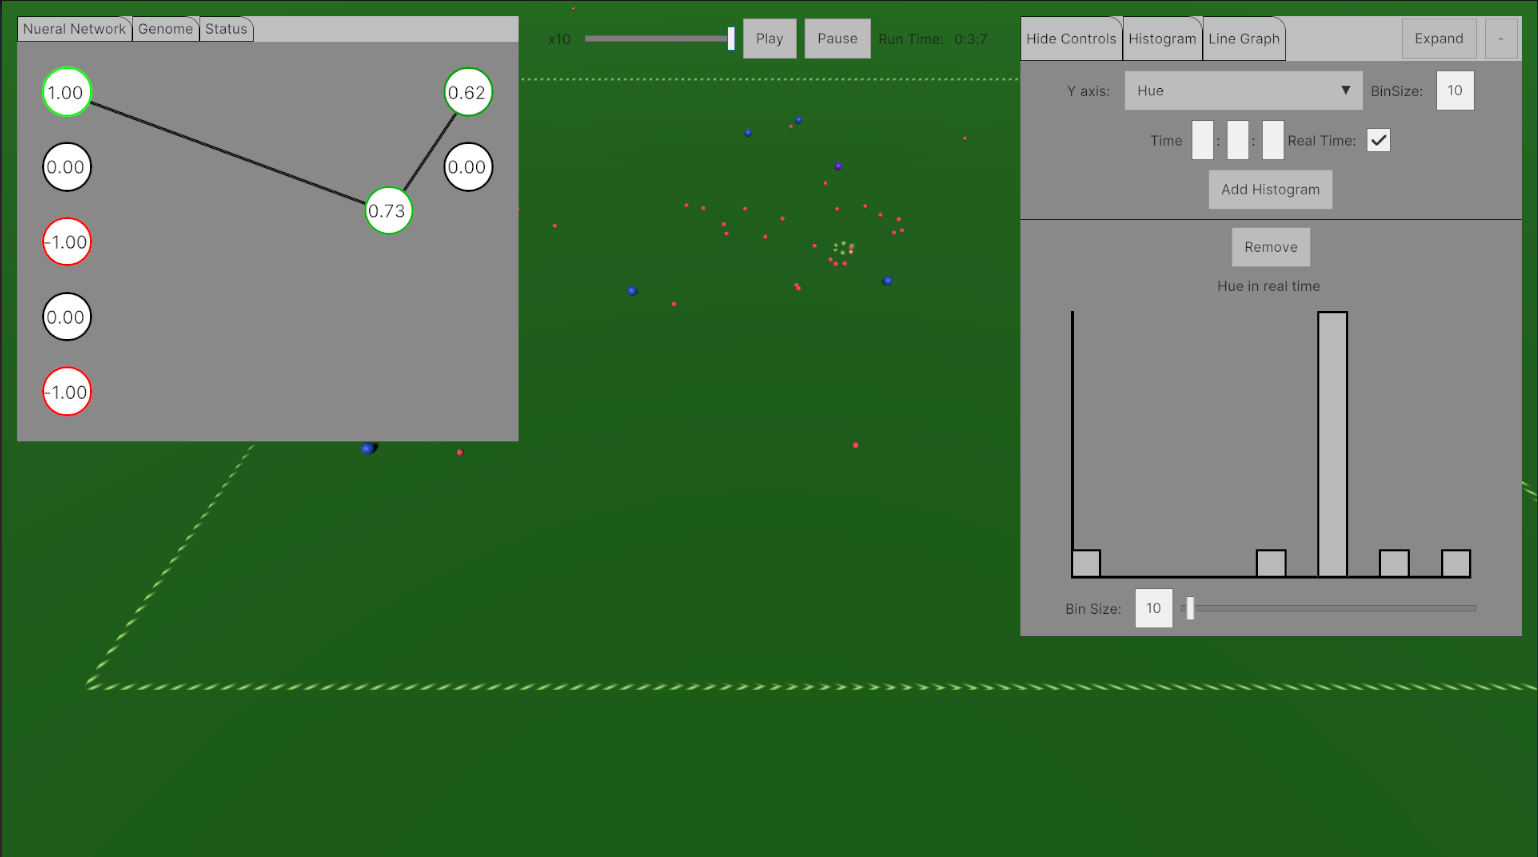 Nueral Network Genome Status
1.00
0.62
0.00
0.00
0.73
-1.00
0.00
-1.00
x10 Play Pause Run Time: 0:3:7
Hide Controls Histogram Line Graph Expand -
Y axis: Hue ▼ BinSize: 10
Time : : Real Time: ✓
Add Histogram
Remove
Hue in real time
Bin Size: 10